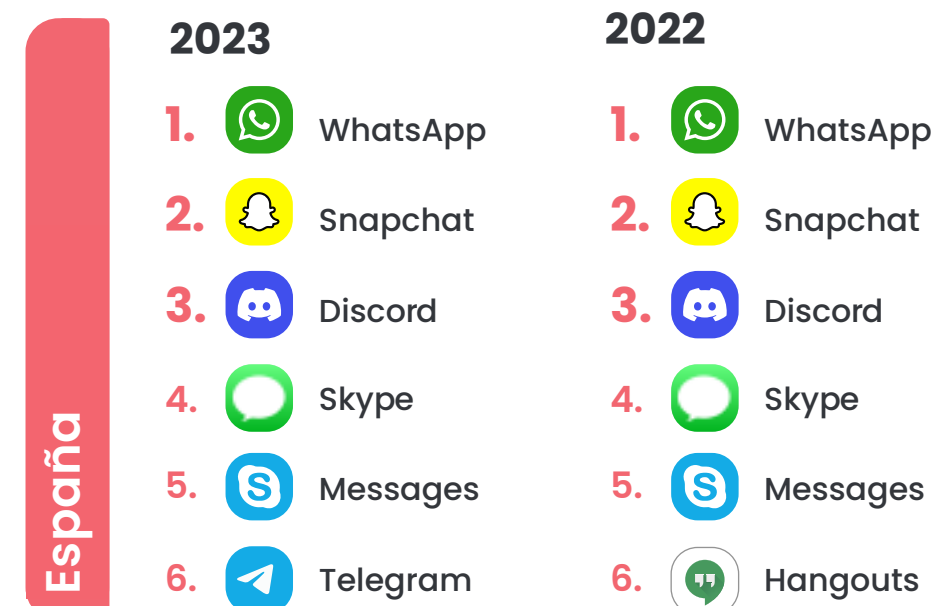 2023
1. WhatsApp
2. Snapchat
3. Discord
4. Skype
5. Messages
6. Telegram
2022
1. WhatsApp
2. Snapchat
3. Discord
4. Skype
5. Messages
6. Hangouts
España